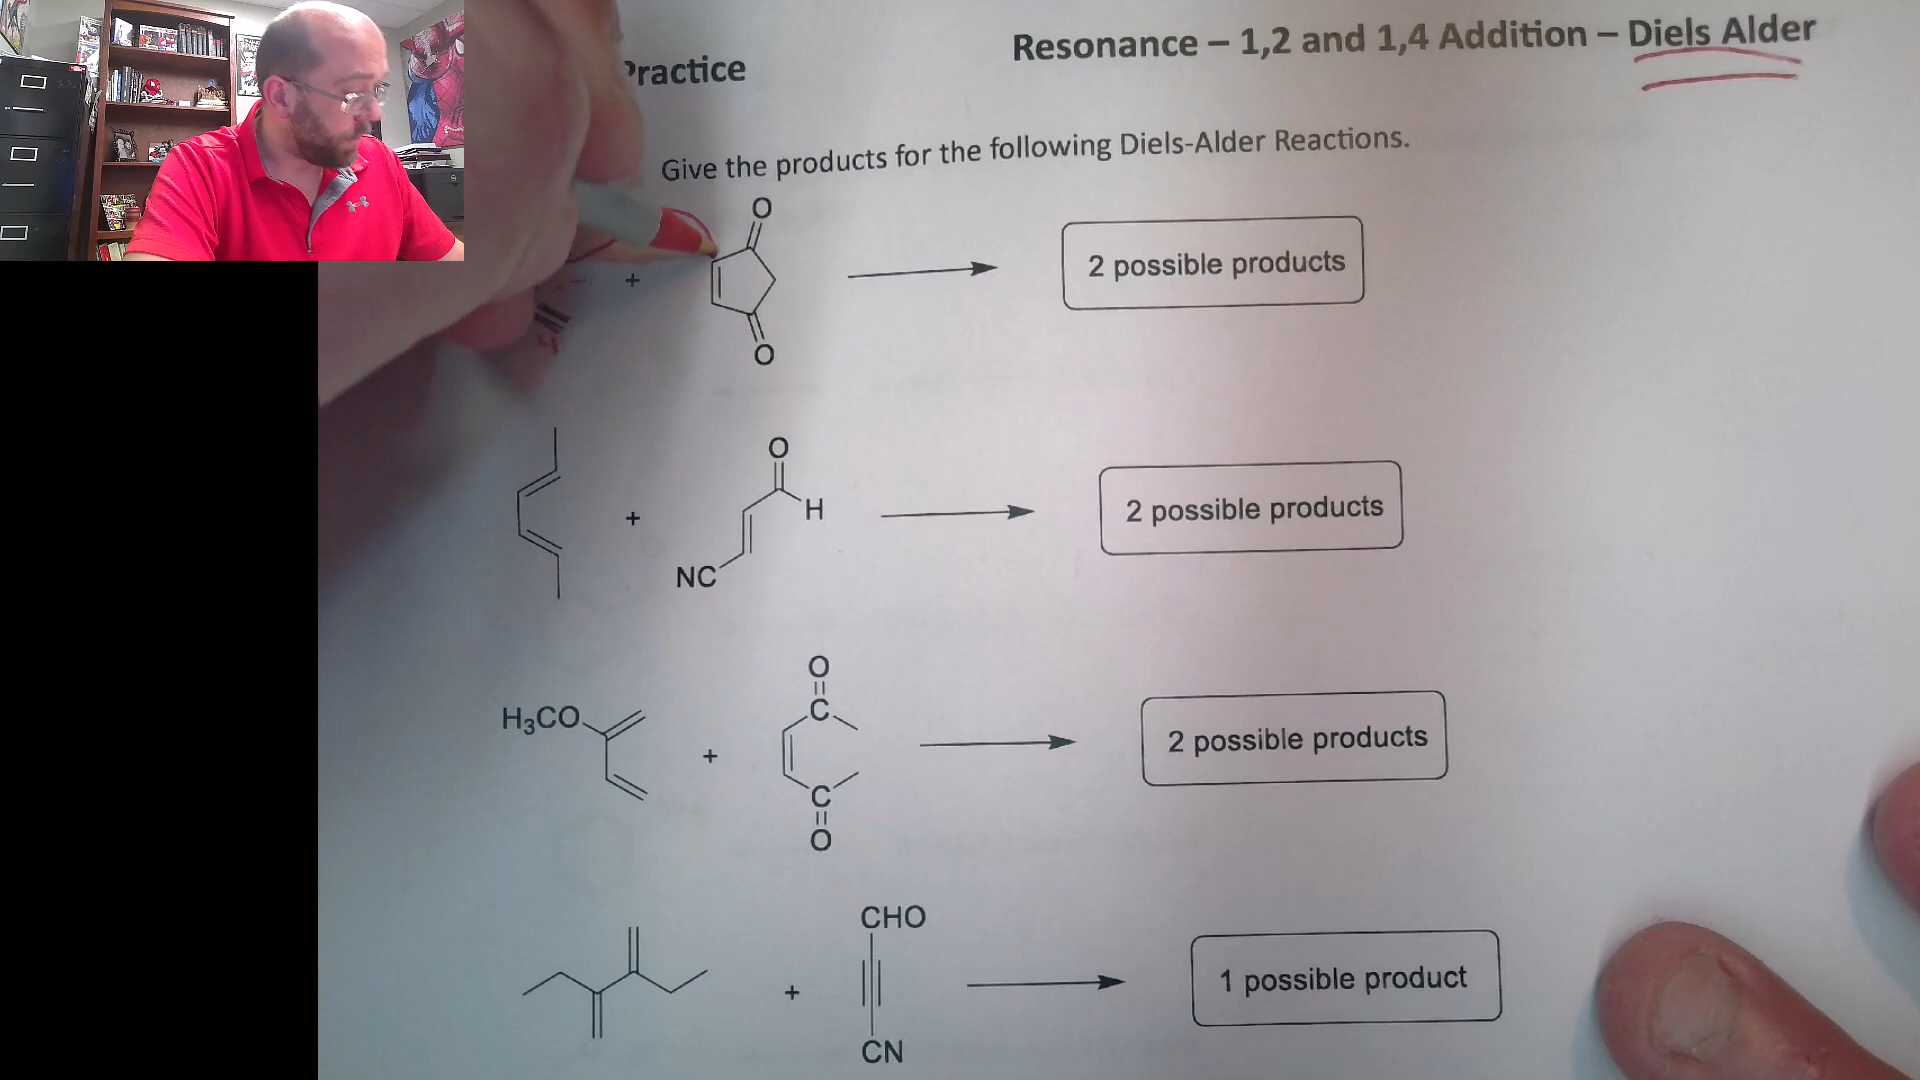 Resonance – 1,2 and 1,4 Addition – Diels Alder
Practice
Give the products for the following Diels-Alder Reactions.
O
+
O
2 possible products
O
H
+
NC
2 possible products
O
C
H₃CO
+
C
O
2 possible products
CHO
+
CN
1 possible product